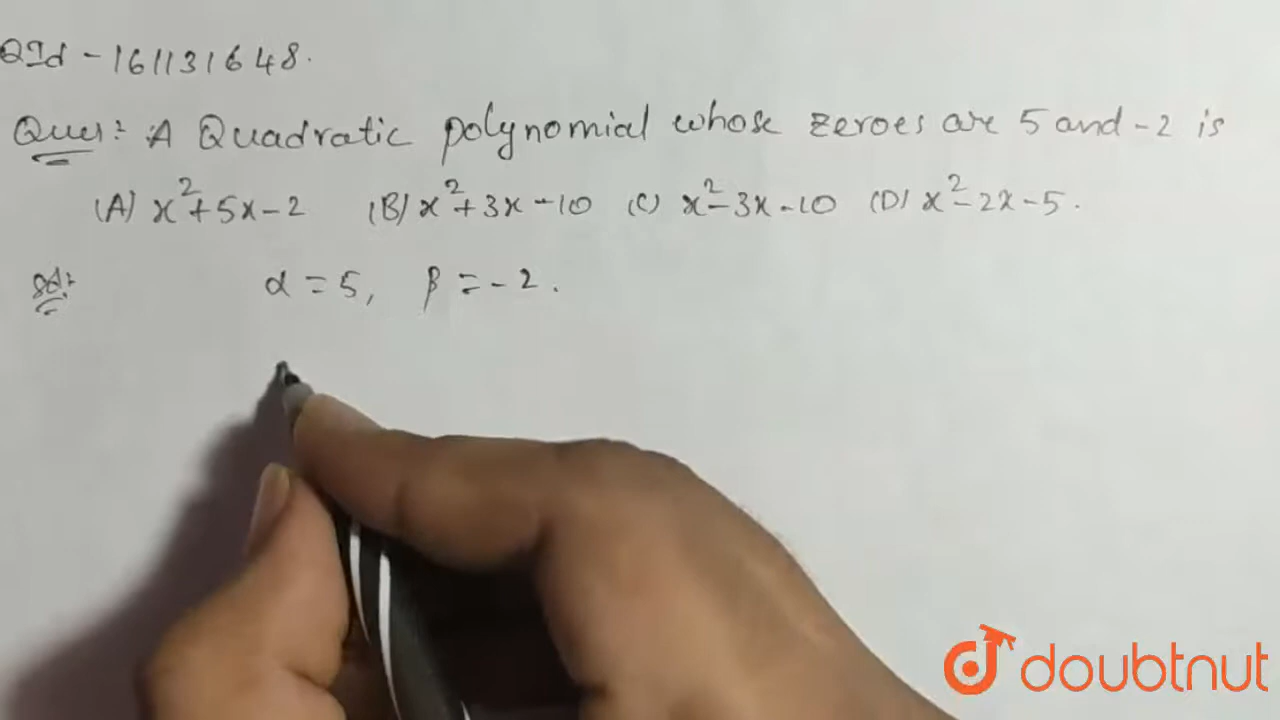 QId - 161131648.
Ques:- A Quadratic polynomial whose zeroes are 5 and -2 is
(A) x²+5x-2 (B) x²+3x-10 (C) x²-3x-10 (D) x²-2x-5.
Sol:- α = 5, β = -2.
doubtnut